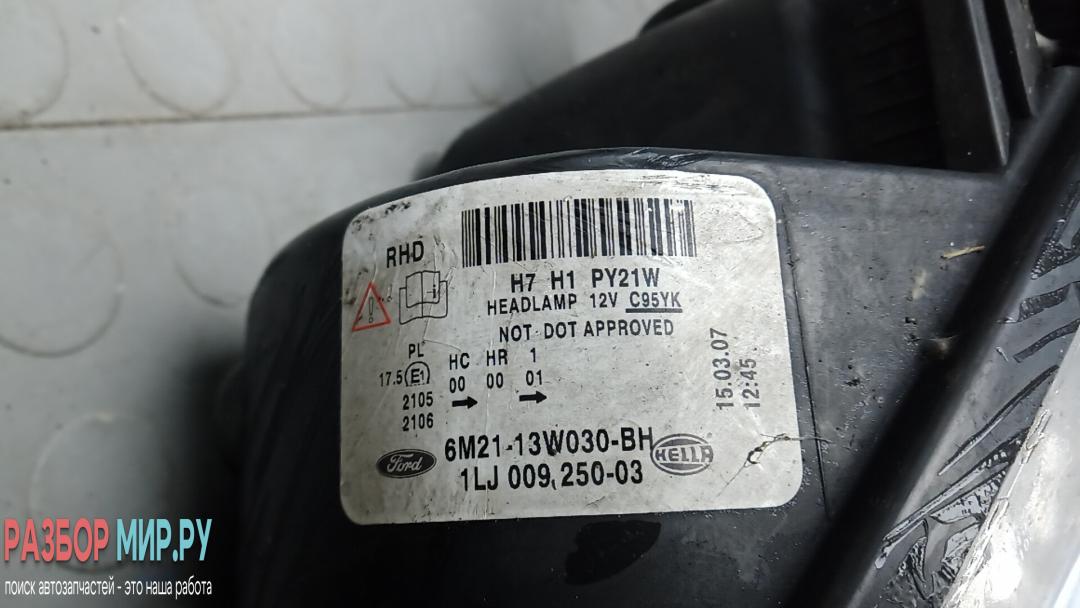 RHD
H7 H1 PY21W
HEADLAMP 12V C95YK
NOT DOT APPROVED
PL HC HR 1
17.5 E1 00 00 01
2105 → →
2106
15.03.07
12:45
Ford 6M21-13W030-BH HELLA
1LJ 009 250-03
РАЗБОР МИР.РУ
поиск автозапчастей - это наша работа